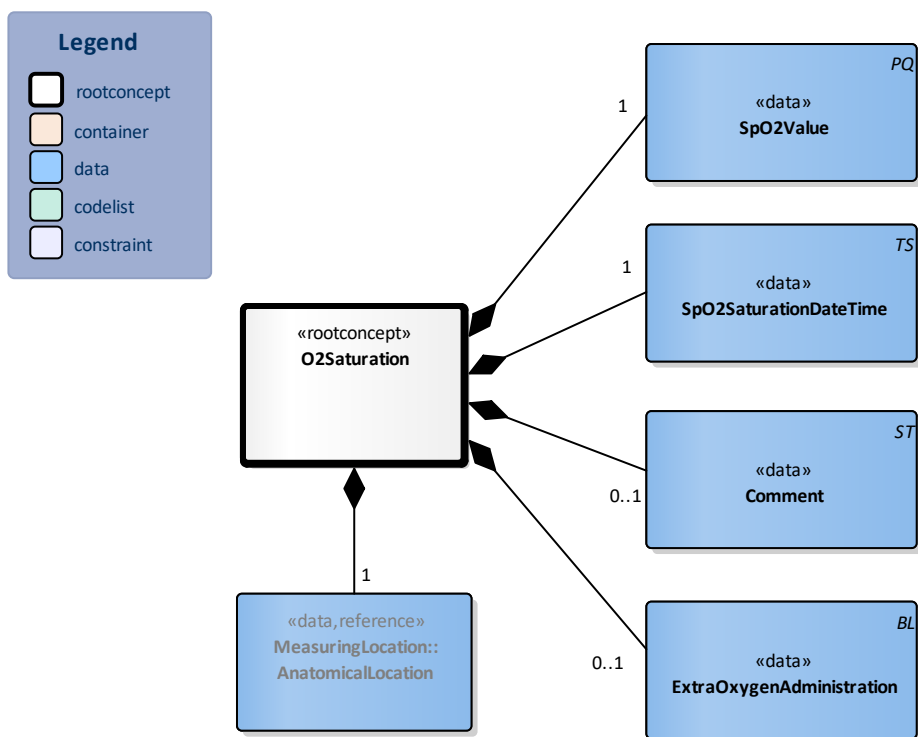 Legend
rootconcept
container
data
codelist
constraint
PQ
«data»
SpO2Value
1
TS
«data»
SpO2SaturationDateTime
1
«rootconcept»
O2Saturation
ST
«data»
Comment
0..1
1
«data,reference»
MeasuringLocation::
AnatomicalLocation
BL
«data»
ExtraOxygenAdministration
0..1